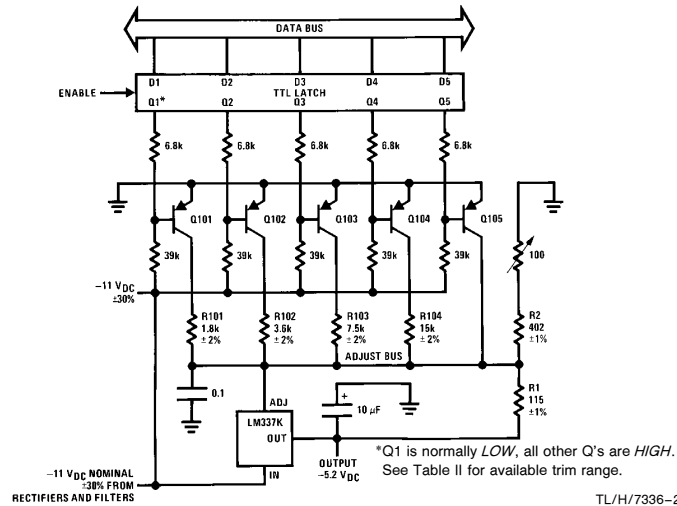 DATA BUS
D1 D2 D3 D4 D5
ENABLE
TTL LATCH
Q1* Q2 Q3 Q4 Q5
6.8k 6.8k 6.8k 6.8k 6.8k
Q101 Q102 Q103 Q104 Q105
39k 39k 39k 39k 39k
100
−11 VDC
±30%
R101
1.8k
±2%
R102
3.6k
±2%
R103
7.5k
±2%
R104
15k
±2%
R2
402
±1%
ADJUST BUS
R1
115
±1%
0.1
ADJ
+
10 μF
LM337K
OUT
IN
OUTPUT
−5.2 VDC
−11 VDC NOMINAL
±30% FROM
RECTIFIERS AND FILTERS
*Q1 is normally LOW, all other Q's are HIGH.
See Table II for available trim range.
TL/H/7336–2